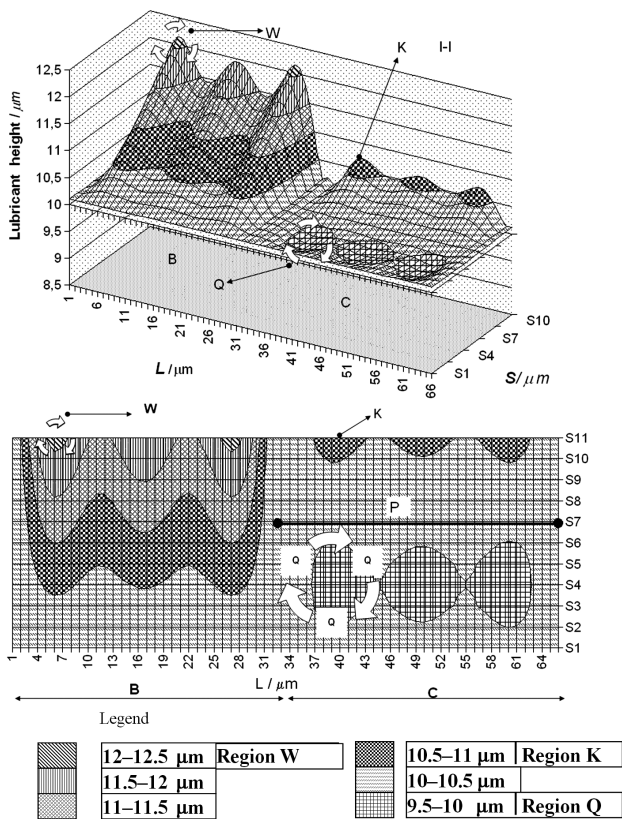 W
K I-I
Lubricant height / μm
12,5
12
11.5
11
10.5
10
9.5
9
8.5
B
Q
C
1
6
11
16
21
26
31
36
41
46
51
56
61
66
S1
S4
S7
S10
L / μm
S/ μm
W
K
P
Q Q
Q
S11
S10
S9
S8
S7
S6
S5
S4
S3
S2
S1
1 4 7 10 13 16 19 22 25 28 31 34 37 40 43 46 49 52 55 58 61 64
B L / μm C
Legend
12–12.5 μm Region W
11.5–12 μm
11–11.5 μm
10.5–11 μm Region K
10–10.5 μm
9.5–10 μm Region Q